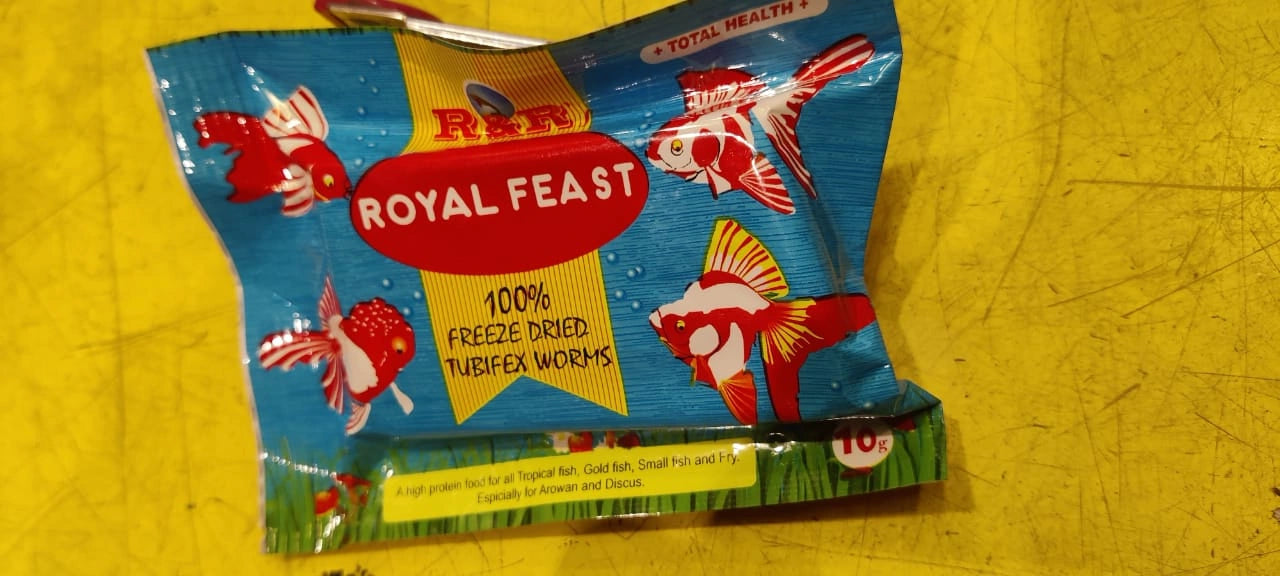 + TOTAL HEALTH +
R&R
ROYAL FEAST
100%
FREEZE DRIED
TUBIFEX WORMS
A high protein food for all Tropical fish, Gold fish, Small fish and Fry.
Espicially for Arowan and Discus.
10g